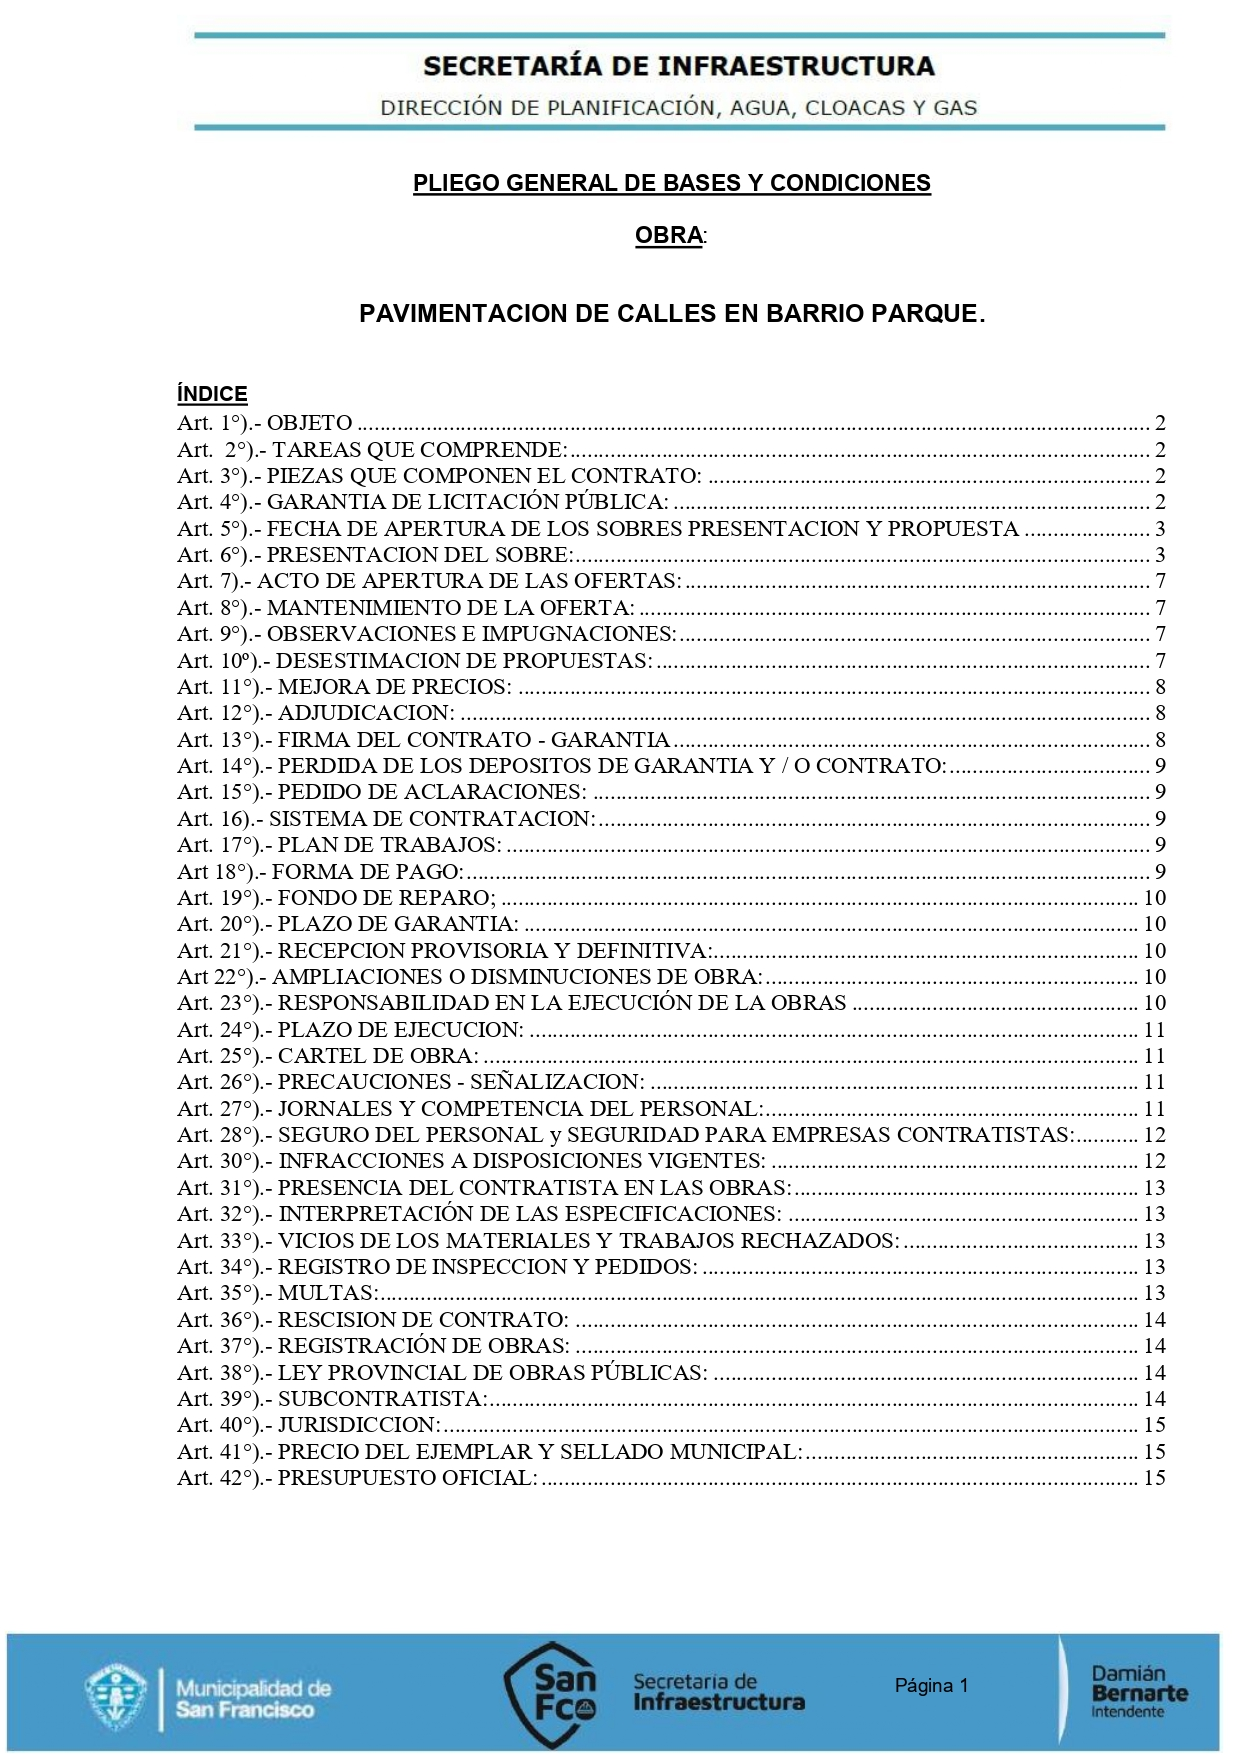 SECRETARÍA DE INFRAESTRUCTURA
DIRECCIÓN DE PLANIFICACIÓN, AGUA, CLOACAS Y GAS
PLIEGO GENERAL DE BASES Y CONDICIONES
OBRA:
PAVIMENTACION DE CALLES EN BARRIO PARQUE.
ÍNDICE
Art. 1°).- OBJETO ........ 2
Art.  2°).- TAREAS QUE COMPRENDE: ........ 2
Art. 3°).- PIEZAS QUE COMPONEN EL CONTRATO: ........ 2
Art. 4°).- GARANTIA DE LICITACIÓN PÚBLICA: ........ 2
Art. 5°).- FECHA DE APERTURA DE LOS SOBRES PRESENTACION Y PROPUESTA ........ 3
Art. 6°).- PRESENTACION DEL SOBRE: ........ 3
Art. 7).- ACTO DE APERTURA DE LAS OFERTAS: ........ 7
Art. 8°).- MANTENIMIENTO DE LA OFERTA: ........ 7
Art. 9°).- OBSERVACIONES E IMPUGNACIONES: ........ 7
Art. 10º).- DESESTIMACION DE PROPUESTAS: ........ 7
Art. 11°).- MEJORA DE PRECIOS: ........ 8
Art. 12°).- ADJUDICACION: ........ 8
Art. 13°).- FIRMA DEL CONTRATO - GARANTIA ........ 8
Art. 14°).- PERDIDA DE LOS DEPOSITOS DE GARANTIA Y / O CONTRATO: ........ 9
Art. 15°).- PEDIDO DE ACLARACIONES: ........ 9
Art. 16).- SISTEMA DE CONTRATACION: ........ 9
Art. 17°).- PLAN DE TRABAJOS: ........ 9
Art 18°).- FORMA DE PAGO: ........ 9
Art. 19°).- FONDO DE REPARO; ........ 10
Art. 20°).- PLAZO DE GARANTIA: ........ 10
Art. 21°).- RECEPCION PROVISORIA Y DEFINITIVA: ........ 10
Art 22°).- AMPLIACIONES O DISMINUCIONES DE OBRA: ........ 10
Art. 23°).- RESPONSABILIDAD EN LA EJECUCIÓN DE LA OBRAS ........ 10
Art. 24°).- PLAZO DE EJECUCION: ........ 11
Art. 25°).- CARTEL DE OBRA: ........ 11
Art. 26°).- PRECAUCIONES - SEÑALIZACION: ........ 11
Art. 27°).- JORNALES Y COMPETENCIA DEL PERSONAL: ........ 11
Art. 28°).- SEGURO DEL PERSONAL y SEGURIDAD PARA EMPRESAS CONTRATISTAS: ........ 12
Art. 30°).- INFRACCIONES A DISPOSICIONES VIGENTES: ........ 12
Art. 31°).- PRESENCIA DEL CONTRATISTA EN LAS OBRAS: ........ 13
Art. 32°).- INTERPRETACIÓN DE LAS ESPECIFICACIONES: ........ 13
Art. 33°).- VICIOS DE LOS MATERIALES Y TRABAJOS RECHAZADOS: ........ 13
Art. 34°).- REGISTRO DE INSPECCION Y PEDIDOS: ........ 13
Art. 35°).- MULTAS: ........ 13
Art. 36°).- RESCISION DE CONTRATO: ........ 14
Art. 37°).- REGISTRACIÓN DE OBRAS: ........ 14
Art. 38°).- LEY PROVINCIAL DE OBRAS PÚBLICAS: ........ 14
Art. 39°).- SUBCONTRATISTA: ........ 14
Art. 40°).- JURISDICCION: ........ 15
Art. 41°).- PRECIO DEL EJEMPLAR Y SELLADO MUNICIPAL: ........ 15
Art. 42°).- PRESUPUESTO OFICIAL: ........ 15
Municipalidad de
San Francisco
San
Fco
Secretaría de
Infraestructura
Página 1
Damián
Bernarte
Intendente